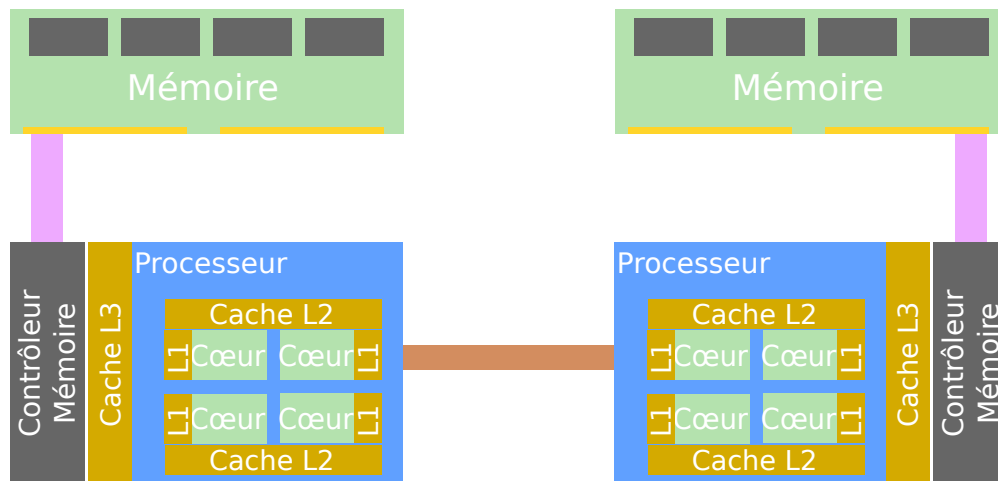 Mémoire
Mémoire
Contrôleur
Mémoire
Cache L3
Processeur
Cache L2
L1
Cœur
Cœur
L1
L1
Cœur
Cœur
L1
Cache L2
Processeur
Cache L2
L1
Cœur
Cœur
L1
L1
Cœur
Cœur
L1
Cache L2
Cache L3
Contrôleur
Mémoire